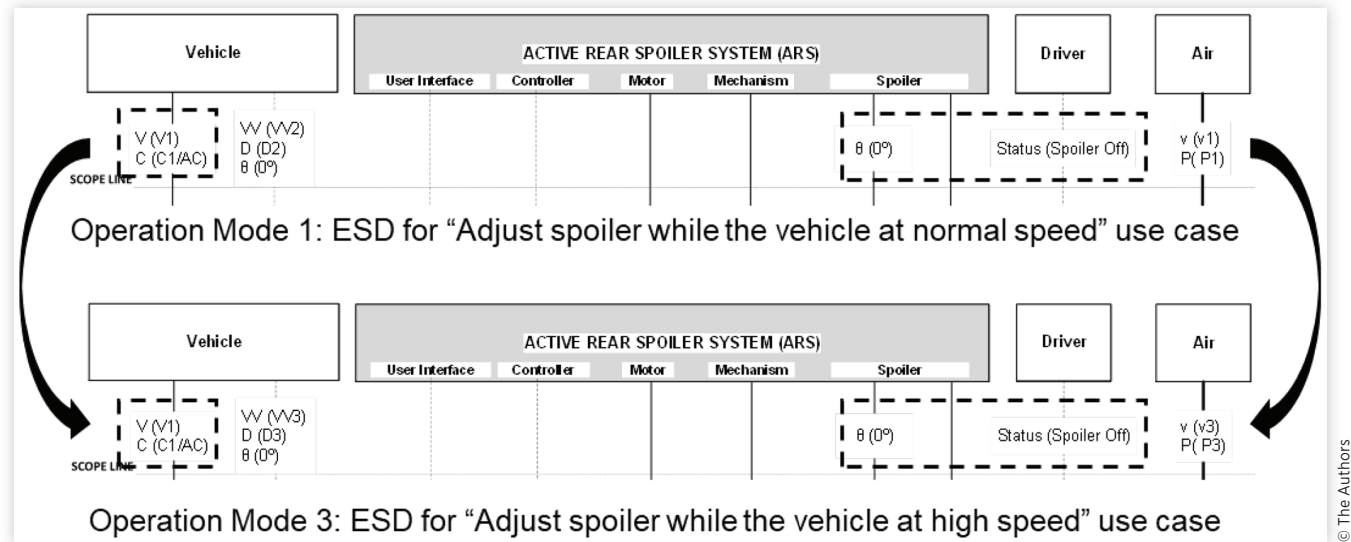 Vehicle
ACTIVE REAR SPOILER SYSTEM (ARS)
User Interface Controller Motor Mechanism Spoiler
Driver
Air
V (V1)
C (C1/AC)
VV (VV2)
D (D2)
θ (0º)
θ (0º)
Status (Spoiler Off)
v (v1)
P( P1)
SCOPE LINE
Operation Mode 1: ESD for “Adjust spoiler while the vehicle at normal speed” use case
Vehicle
ACTIVE REAR SPOILER SYSTEM (ARS)
User Interface Controller Motor Mechanism Spoiler
Driver
Air
V (V1)
C (C1/AC)
VV (VV3)
D (D3)
θ (0º)
θ (0º)
Status (Spoiler Off)
v (v3)
P( P3)
SCOPE LINE
Operation Mode 3: ESD for “Adjust spoiler while the vehicle at high speed” use case
© The Authors